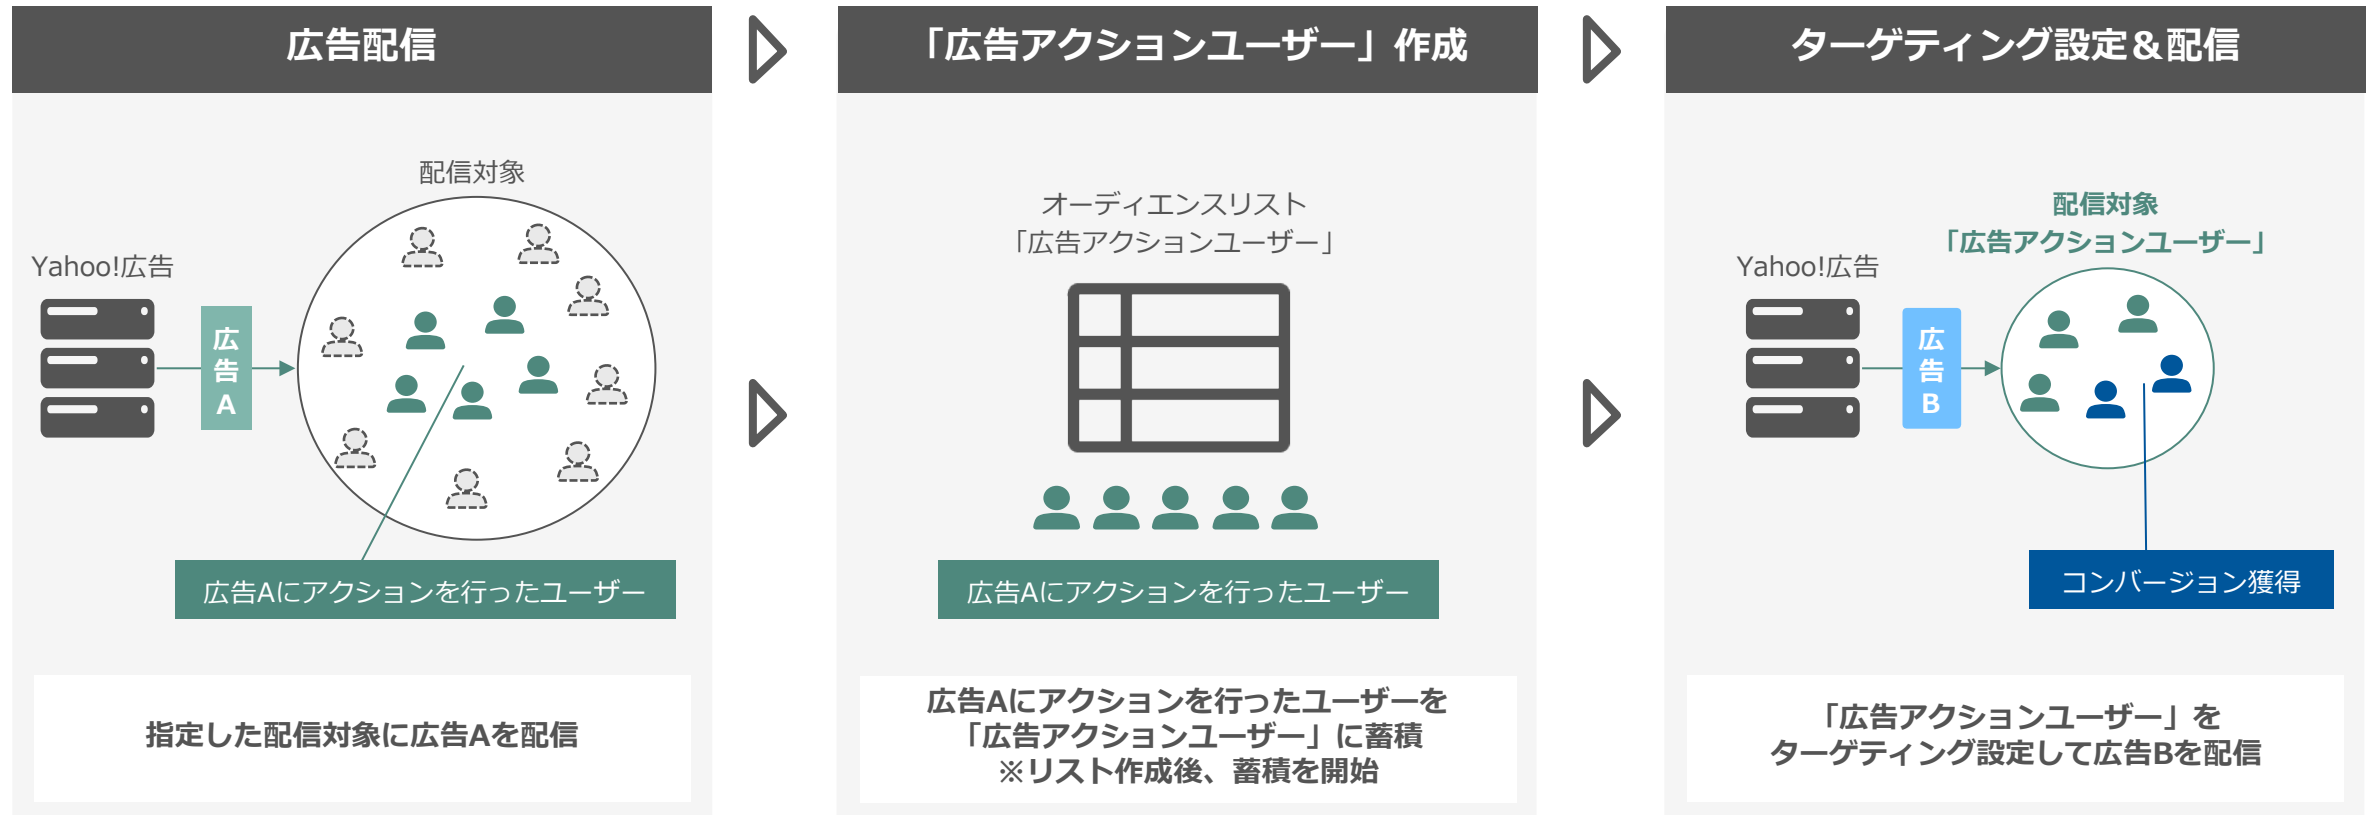 広告配信
配信対象
Yahoo!広告
広告A
広告Aにアクションを行ったユーザー
指定した配信対象に広告Aを配信
「広告アクションユーザー」作成
オーディエンスリスト
「広告アクションユーザー」
広告Aにアクションを行ったユーザー
広告Aにアクションを行ったユーザーを
「広告アクションユーザー」に蓄積
※リスト作成後、蓄積を開始
ターゲティング設定&配信
配信対象
「広告アクションユーザー」
Yahoo!広告
広告B
コンバージョン獲得
「広告アクションユーザー」を
ターゲティング設定して広告Bを配信